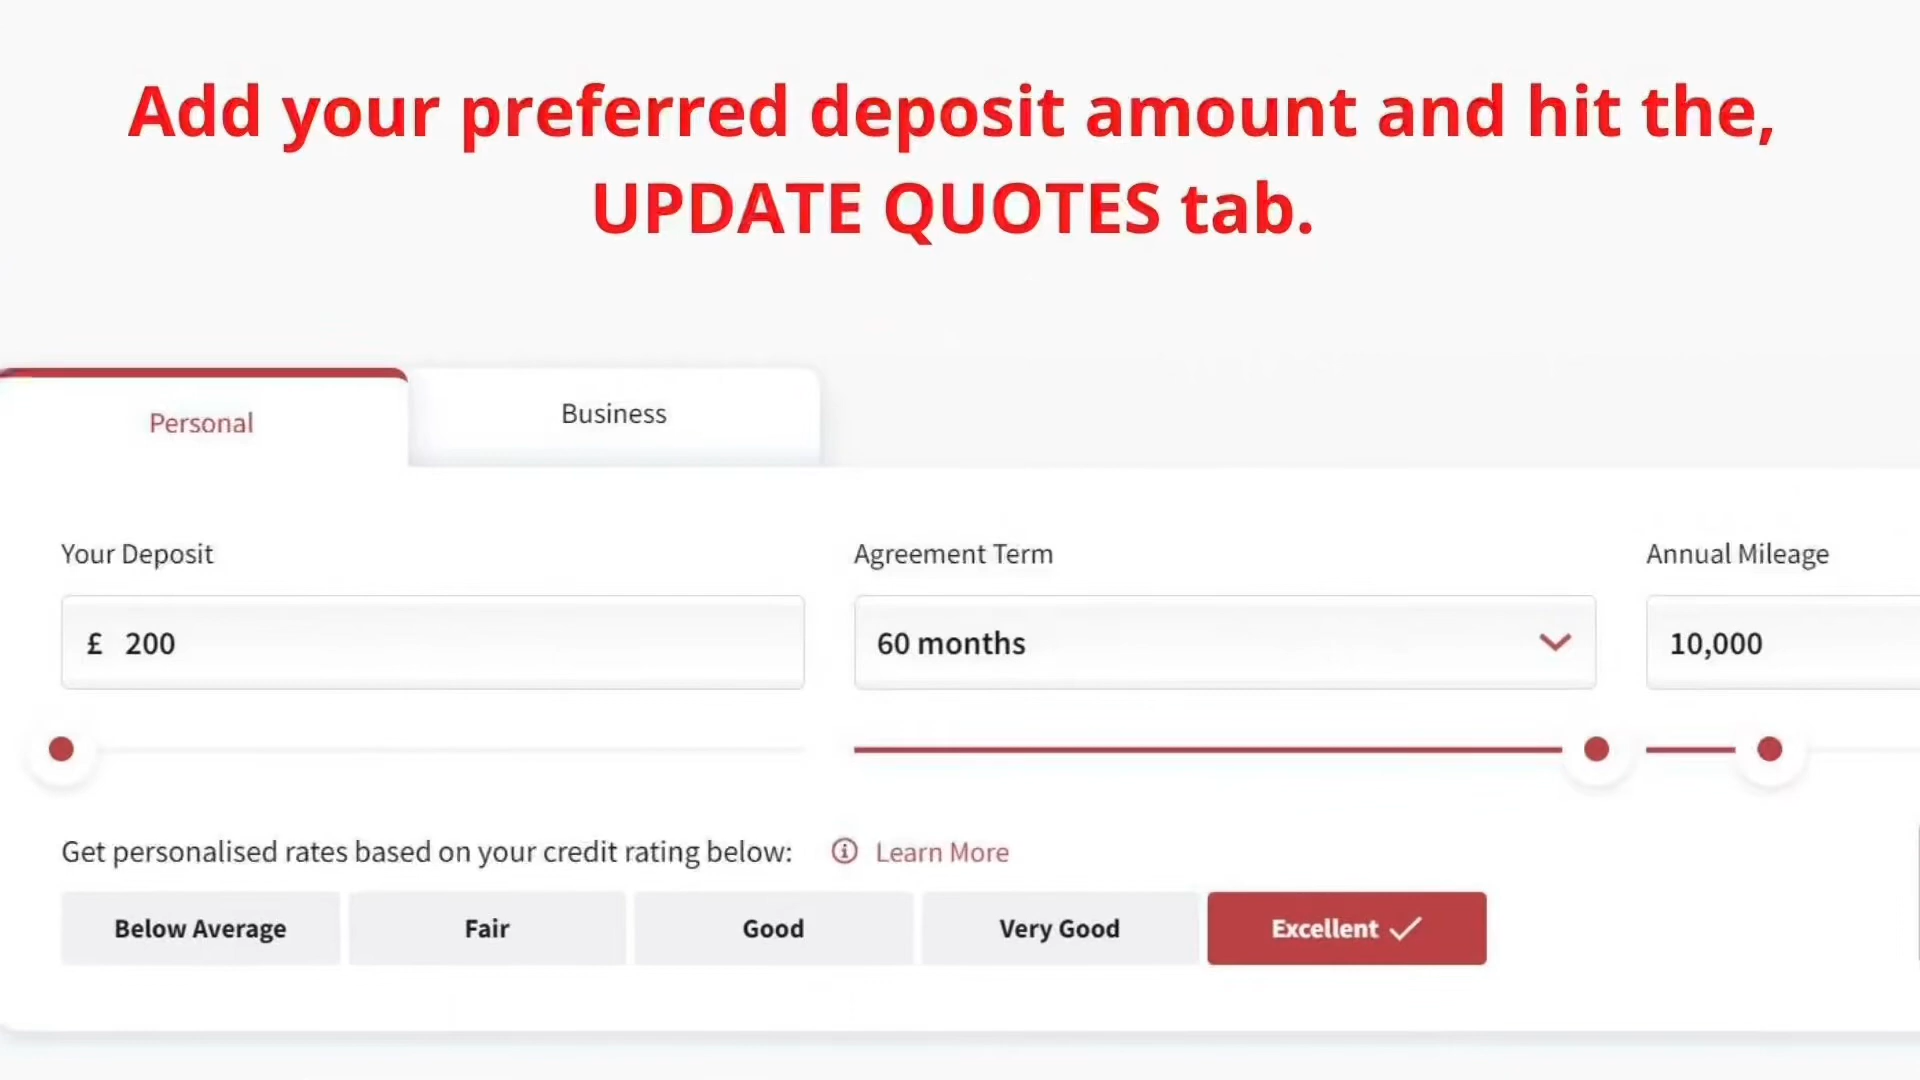 Add your preferred deposit amount and hit the,
UPDATE QUOTES tab.
Personal
Business
Your Deposit
Agreement Term
Annual Mileage
£ 200
60 months
10,000
Get personalised rates based on your credit rating below:
Learn More
Below Average
Fair
Good
Very Good
Excellent